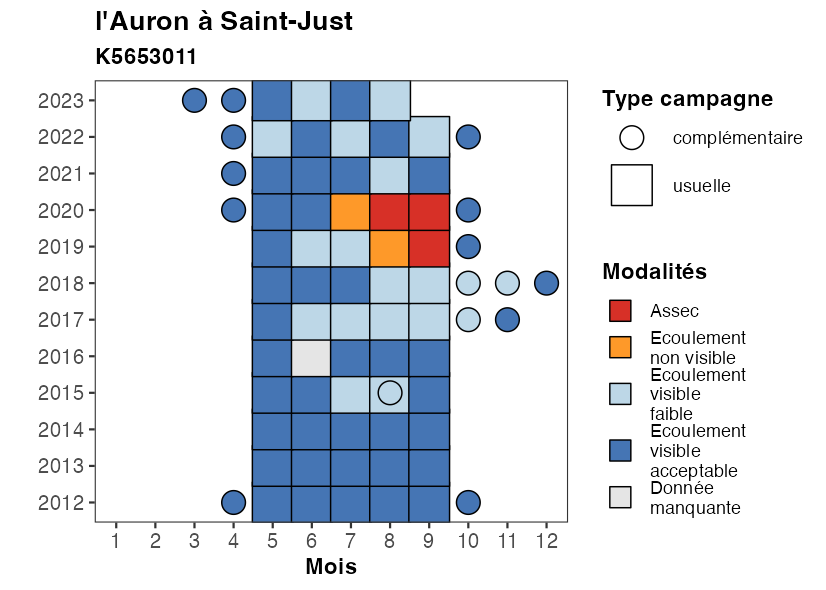 l'Auron à Saint-Just
K5653011
2023
2022
2021
2020
2019
2018
2017
2016
2015
2014
2013
2012
1 2 3 4 5 6 7 8 9 10 11 12
Mois
Type campagne
complémentaire
usuelle
Modalités
Assec
Ecoulement
non visible
Ecoulement
visible
faible
Ecoulement
visible
acceptable
Donnée
manquante